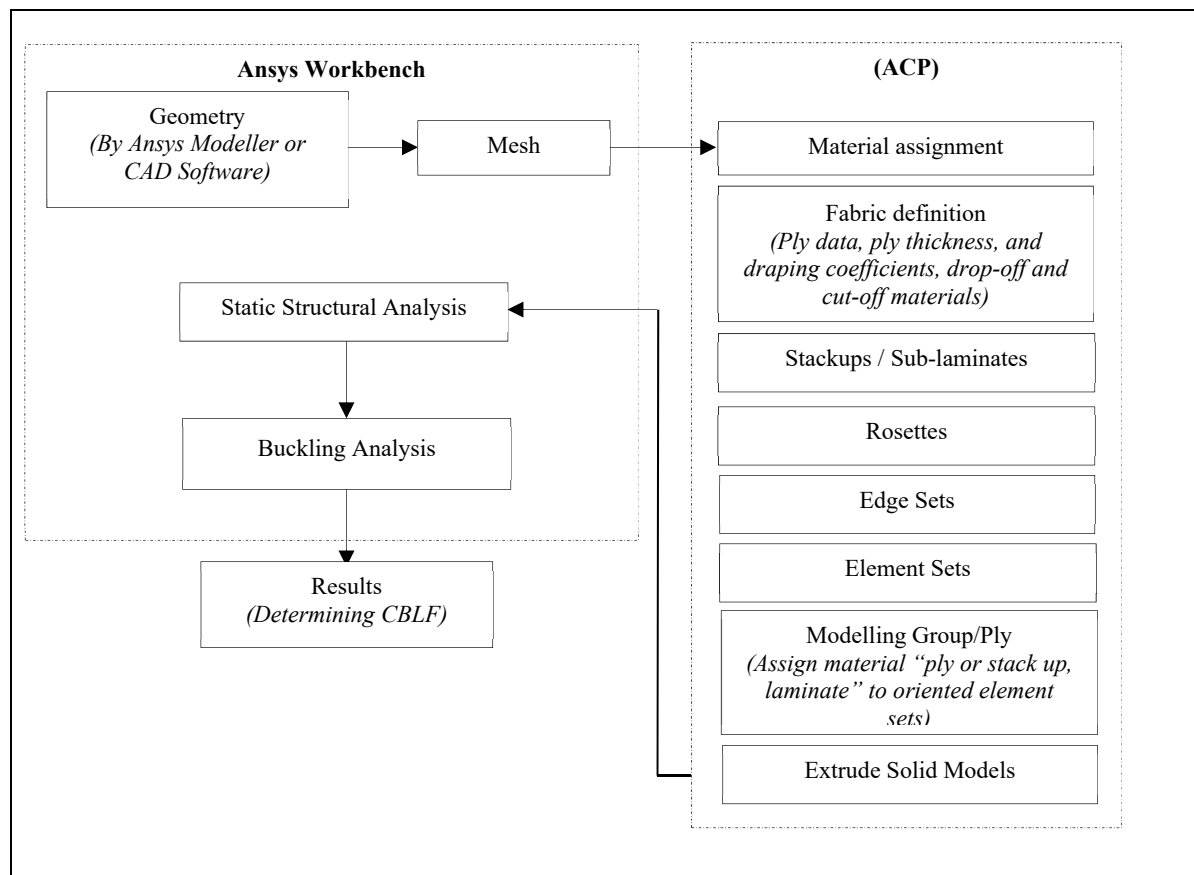 Ansys Workbench
Geometry
(By Ansys Modeller or
CAD Software)
Mesh
Static Structural Analysis
Buckling Analysis
Results
(Determining CBLF)
(ACP)
Material assignment
Fabric definition
(Ply data, ply thickness, and
draping coefficients, drop-off and
cut-off materials)
Stackups / Sub-laminates
Rosettes
Edge Sets
Element Sets
Modelling Group/Ply
(Assign material “ply or stack up,
laminate” to oriented element
sets)
Extrude Solid Models